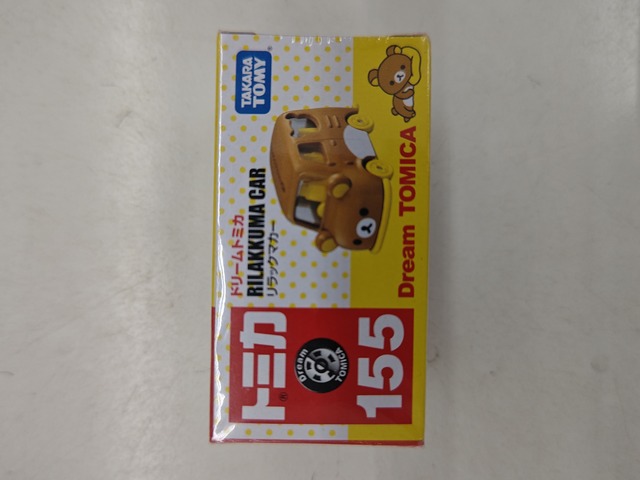 トミカ
®
Dream
TOMICA
155
ドリームトミカ
RILAKKUMA CAR
リラックマカー
TAKARA
TOMY
®
Dream TOMICA